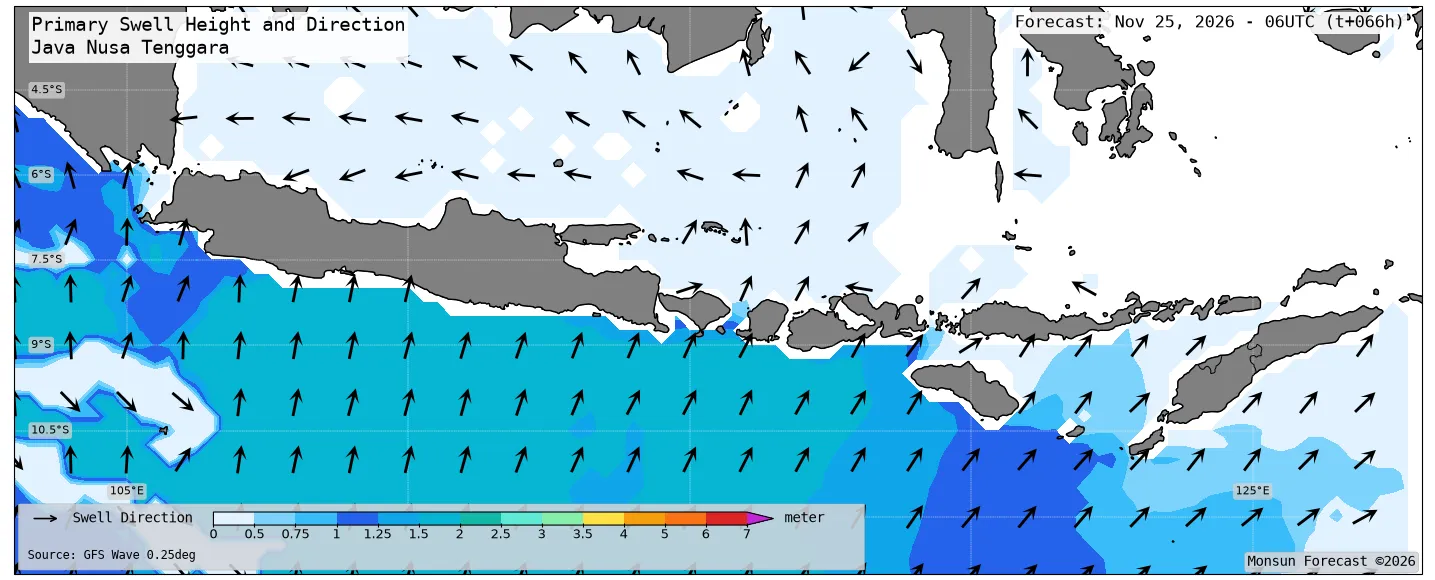 Primary Swell Height and Direction
Java Nusa Tenggara
Forecast: Nov 25, 2026 - 06UTC (t+066h)
4.5°S
6°S
7.5°S
9°S
10.5°S
105°E
125°E
Swell Direction
0 0.5 0.75 1 1.25 1.5 2 2.5 3 3.5 4 5 6 7
meter
Source: GFS Wave 0.25deg
Monsun Forecast ©2026